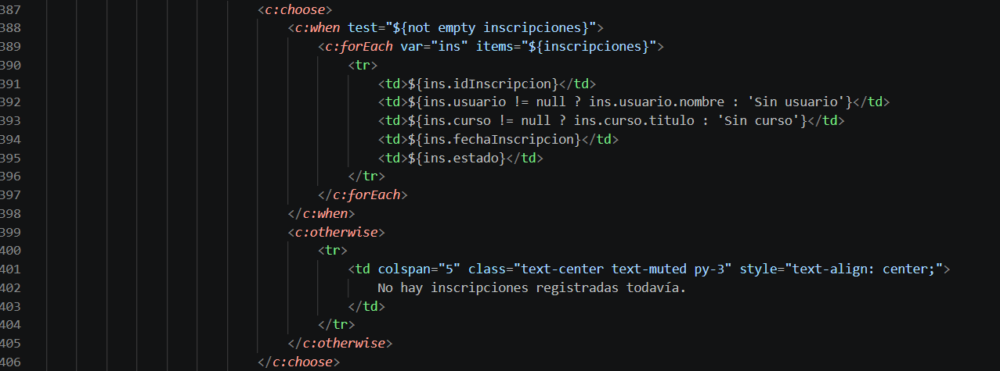 387 <c:choose>
388 <c:when test="${not empty inscripciones}">
389 <c:forEach var="ins" items="${inscripciones}">
390 <tr>
391 <td>${ins.idInscripcion}</td>
392 <td>${ins.usuario != null ? ins.usuario.nombre : 'Sin usuario'}</td>
393 <td>${ins.curso != null ? ins.curso.titulo : 'Sin curso'}</td>
394 <td>${ins.fechaInscripcion}</td>
395 <td>${ins.estado}</td>
396 </tr>
397 </c:forEach>
398 </c:when>
399 <c:otherwise>
400 <tr>
401 <td colspan="5" class="text-center text-muted py-3" style="text-align: center;">
402 No hay inscripciones registradas todavía.
403 </td>
404 </tr>
405 </c:otherwise>
406 </c:choose>